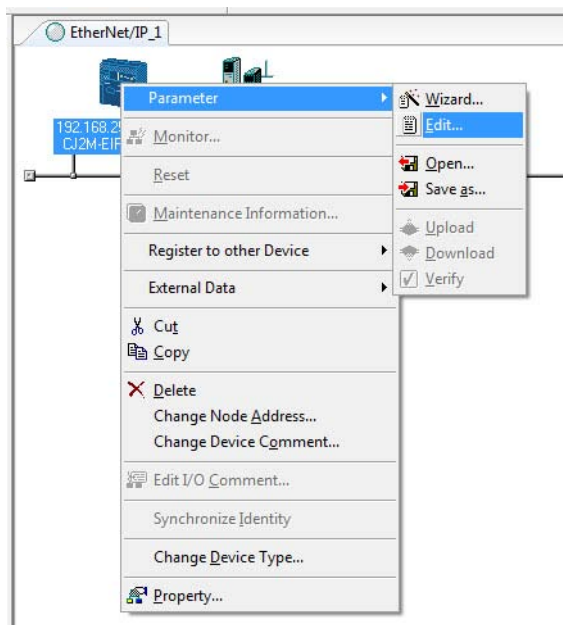 EtherNet/IP_1
192.168.25
CJ2M-EIP
Parameter
Monitor...
Reset
Maintenance Information...
Register to other Device
External Data
Cut
Copy
Delete
Change Node Address...
Change Device Comment...
Edit I/O Comment...
Synchronize Identity
Change Device Type...
Property...
Wizard...
Edit...
Open...
Save as...
Upload
Download
Verify